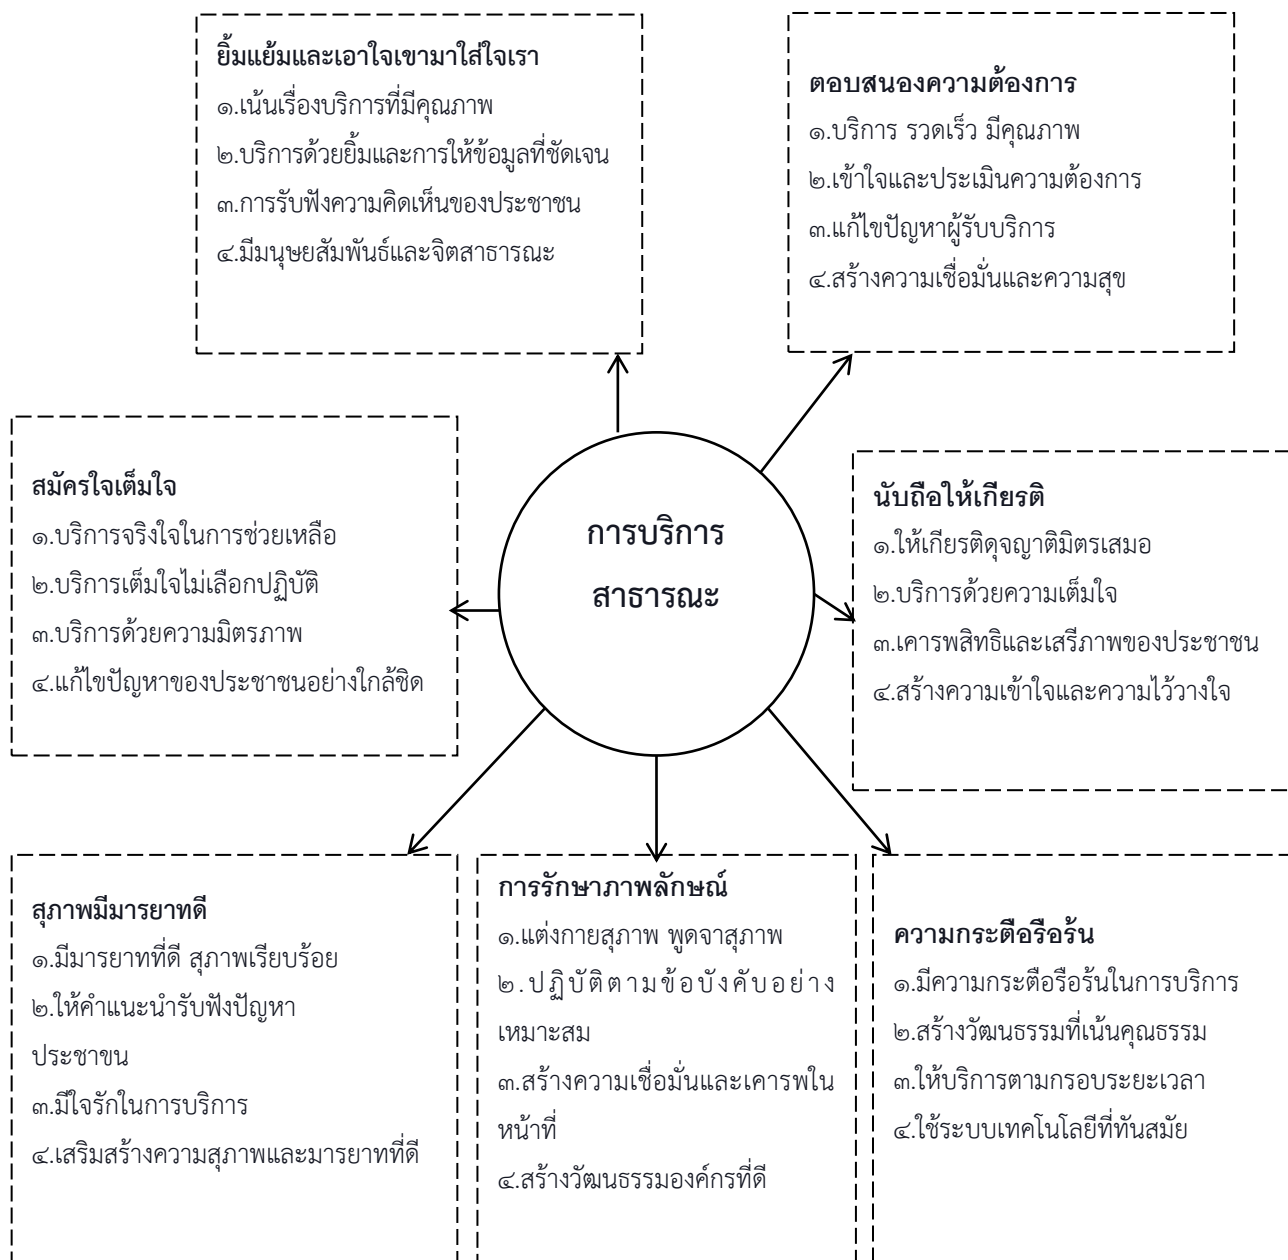 ยิ้มแย้มและเอาใจเขามาใส่ใจเรา
๑.เน้นเรื่องบริการที่มีคุณภาพ
๒.บริการด้วยยิ้มและการให้ข้อมูลที่ชัดเจน
๓.การรับฟังความคิดเห็นของประชาชน
๔.มีมนุษยสัมพันธ์และจิตสาธารณะ
ตอบสนองความต้องการ
๑.บริการ รวดเร็ว มีคุณภาพ
๒.เข้าใจและประเมินความต้องการ
๓.แก้ไขปัญหาผู้รับบริการ
๔.สร้างความเชื่อมั่นและความสุข
สมัครใจเต็มใจ
๑.บริการจริงใจในการช่วยเหลือ
๒.บริการเต็มใจไม่เลือกปฏิบัติ
๓.บริการด้วยความมิตรภาพ
๔.แก้ไขปัญหาของประชาชนอย่างใกล้ชิด
การบริการ
สาธารณะ
นับถือให้เกียรติ
๑.ให้เกียรติดุจญาติมิตรเสมอ
๒.บริการด้วยความเต็มใจ
๓.เคารพสิทธิและเสรีภาพของประชาชน
๔.สร้างความเข้าใจและความไว้วางใจ
สุภาพมีมารยาทดี
๑.มีมารยาทที่ดี สุภาพเรียบร้อย
๒.ให้คำแนะนำรับฟังปัญหา
ประชาขน
๓.มีใจรักในการบริการ
๔.เสริมสร้างความสุภาพและมารยาทที่ดี
การรักษาภาพลักษณ์
๑.แต่งกายสุภาพ พูดจาสุภาพ
๒.ปฏิบัติตามข้อบังคับอย่าง
เหมาะสม
๓.สร้างความเชื่อมั่นและเคารพใน
หน้าที่
๔.สร้างวัฒนธรรมองค์กรที่ดี
ความกระตือรือร้น
๑.มีความกระตือรือร้นในการบริการ
๒.สร้างวัฒนธรรมที่เน้นคุณธรรม
๓.ให้บริการตามกรอบระยะเวลา
๔.ใช้ระบบเทคโนโลยีที่ทันสมัย